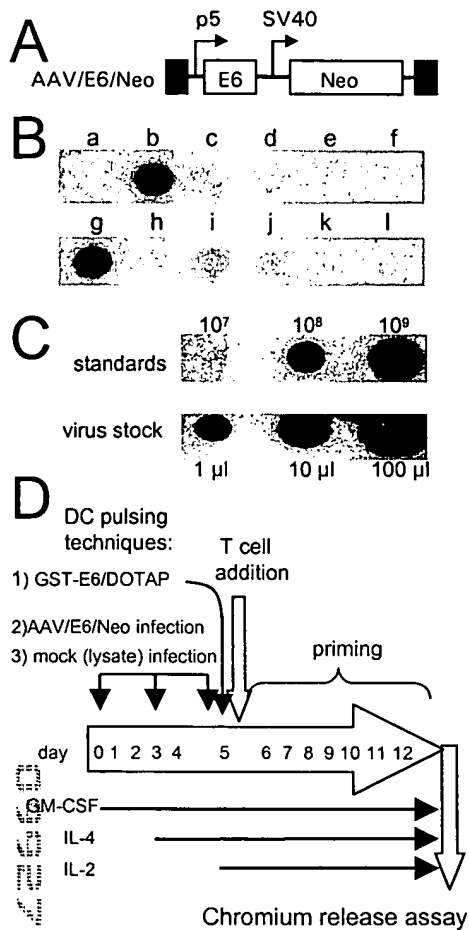 A
p5 SV40
AAV/E6/Neo E6 Neo
B
a b c d e f
g h i j k l
C
10⁷ 10⁸ 10⁹
standards
virus stock
1 µl 10 µl 100 µl
D
DC pulsing
techniques:
T cell
addition
1) GST-E6/DOTAP
2)AAV/E6/Neo infection
3) mock (lysate) infection
priming
day 0 1 2 3 4 5 6 7 8 9 10 11 12
GM-CSF
IL-4
IL-2
Chromium release assay